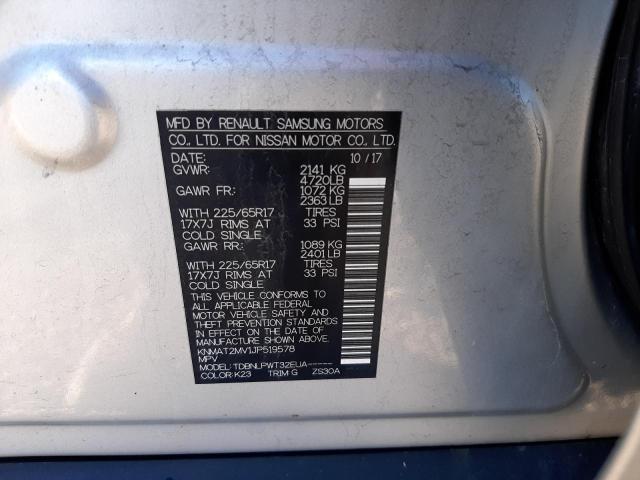 MFD BY RENAULT SAMSUNG MOTORS
CO., LTD. FOR NISSAN MOTOR CO., LTD.
DATE: 10/17
GVWR: 2141 KG
4720LB
GAWR FR: 1072 KG
2363 LB
WITH 225/65R17 TIRES
17X7J RIMS AT 33 PSI
COLD SINGLE
GAWR RR: 1089 KG
2401 LB
WITH 225/65R17 TIRES
17X7J RIMS AT 33 PSI
COLD SINGLE
THIS VEHICLE CONFORMS TO
ALL APPLICABLE FEDERAL
MOTOR VEHICLE SAFETY AND
THEFT PREVENTION STANDARDS
IN EFFECT ON THE DATE OF
MANUFACTURE SHOWN ABOVE.
KNMAT2MV1JP519578
MPV
MODEL: TDBNLPWT32EUA-----
COLOR:K23 TRIM:G ZS30A